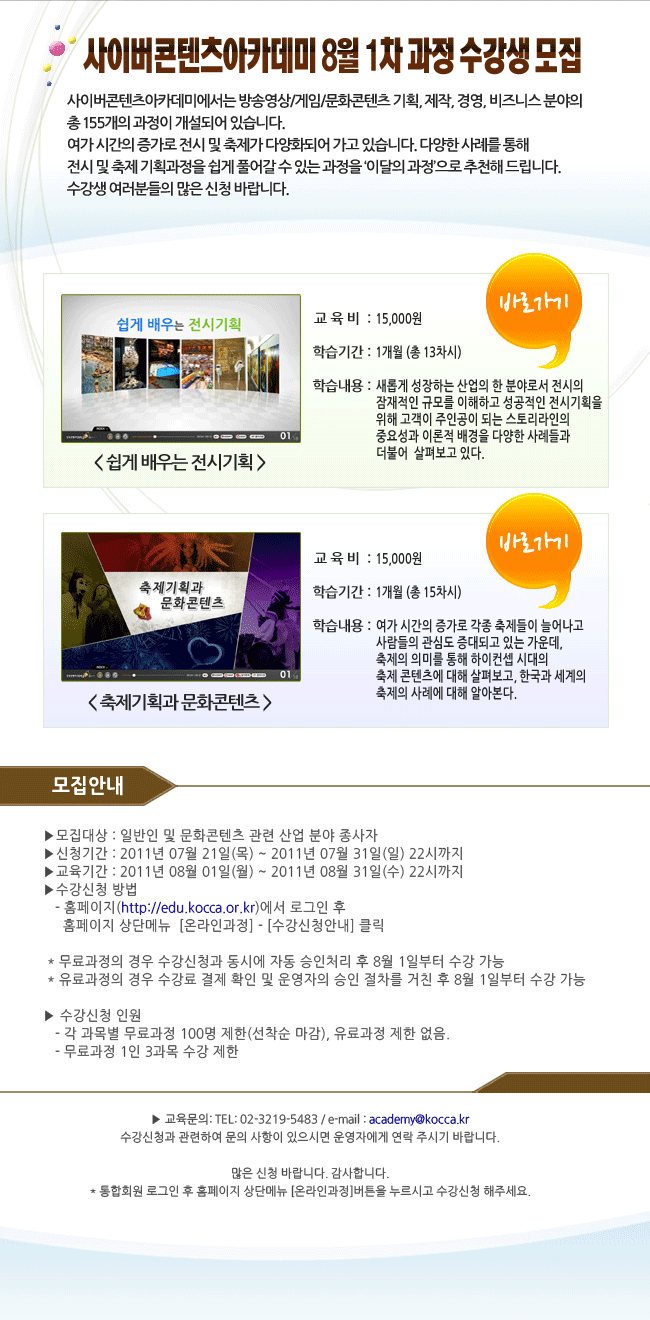 사이버콘텐츠아카데미 8월 1차 과정 수강생 모집
사이버콘텐츠아카데미에서는 방송영상/게임/문화콘텐츠 기획, 제작, 경영, 비즈니스 분야의
총 155개의 과정이 개설되어 있습니다.
여가 시간의 증가로 전시 및 축제가 다양화되어 가고 있습니다. 다양한 사례를 통해
전시 및 축제 기획과정을 쉽게 풀어갈 수 있는 과정을 ‘이달의 과정’으로 추천해 드립니다.
수강생 여러분들의 많은 신청 바랍니다.
바로가기
쉽게 배우는 전시기획
01
< 쉽게 배우는 전시기획 >
교 육 비 : 15,000원
학습기간 : 1개월 (총 13차시)
학습내용 : 새롭게 성장하는 산업의 한 분야로서 전시의
잠재적인 규모를 이해하고 성공적인 전시기획을
위해 고객이 주인공이 되는 스토리라인의
중요성과 이론적 배경을 다양한 사례들과
더불어 살펴보고 있다.
바로가기
축제기획과
문화콘텐츠
01
< 축제기획과 문화콘텐츠 >
교 육 비 : 15,000원
학습기간 : 1개월 (총 15차시)
학습내용 : 여가 시간의 증가로 각종 축제들이 늘어나고
사람들의 관심도 증대되고 있는 가운데,
축제의 의미를 통해 하이컨셉 시대의
축제 콘텐츠에 대해 살펴보고, 한국과 세계의
축제의 사례에 대해 알아본다.
모집안내
▶모집대상 : 일반인 및 문화콘텐츠 관련 산업 분야 종사자
▶신청기간 : 2011년 07월 21일(목) ~ 2011년 07월 31일(일) 22시까지
▶교육기간 : 2011년 08월 01일(월) ~ 2011년 08월 31일(수) 22시까지
▶수강신청 방법
- 홈페이지(http://edu.kocca.or.kr)에서 로그인 후
홈페이지 상단메뉴 [온라인과정] - [수강신청안내] 클릭
* 무료과정의 경우 수강신청과 동시에 자동 승인처리 후 8월 1일부터 수강 가능
* 유료과정의 경우 수강료 결제 확인 및 운영자의 승인 절차를 거친 후 8월 1일부터 수강 가능
▶ 수강신청 인원
- 각 과목별 무료과정 100명 제한(선착순 마감), 유료과정 제한 없음.
- 무료과정 1인 3과목 수강 제한
▶ 교육문의: TEL: 02-3219-5483 / e-mail : academy@kocca.kr
수강신청과 관련하여 문의 사항이 있으시면 운영자에게 연락 주시기 바랍니다.
많은 신청 바랍니다. 감사합니다.
* 통합회원 로그인 후 홈페이지 상단메뉴 [온라인과정]버튼을 누르시고 수강신청 해주세요.